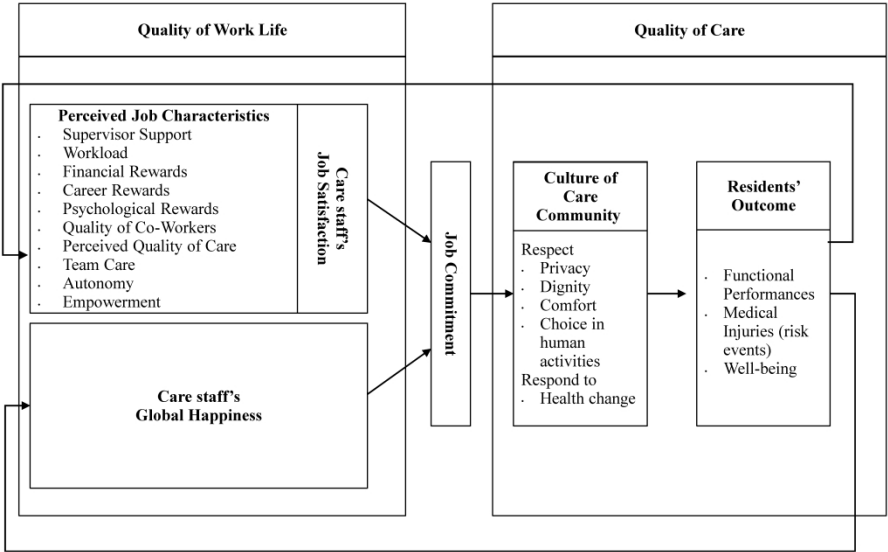 Quality of Work Life
Perceived Job Characteristics
· Supervisor Support
· Workload
· Financial Rewards
· Career Rewards
· Psychological Rewards
· Quality of Co-Workers
· Perceived Quality of Care
· Team Care
· Autonomy
· Empowerment
Care staff's
Job Satisfaction
Care staff's
Global Happiness
Job Commitment
Quality of Care
Culture of
Care
Community
Respect
· Privacy
· Dignity
· Comfort
· Choice in
human
activities
Respond to
· Health change
Residents'
Outcome
· Functional
Performances
· Medical
Injuries (risk
events)
· Well-being